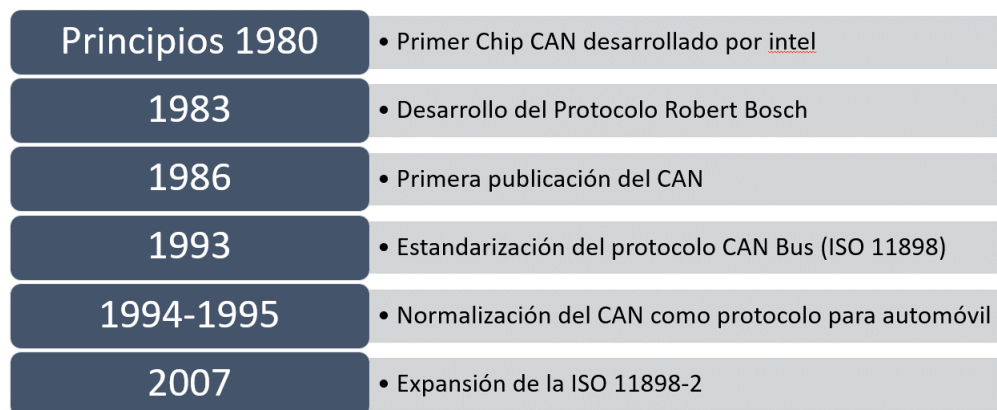 Principios 1980
• Primer Chip CAN desarrollado por intel
1983
• Desarrollo del Protocolo Robert Bosch
1986
• Primera publicación del CAN
1993
• Estandarización del protocolo CAN Bus (ISO 11898)
1994-1995
• Normalización del CAN como protocolo para automóvil
2007
• Expansión de la ISO 11898-2